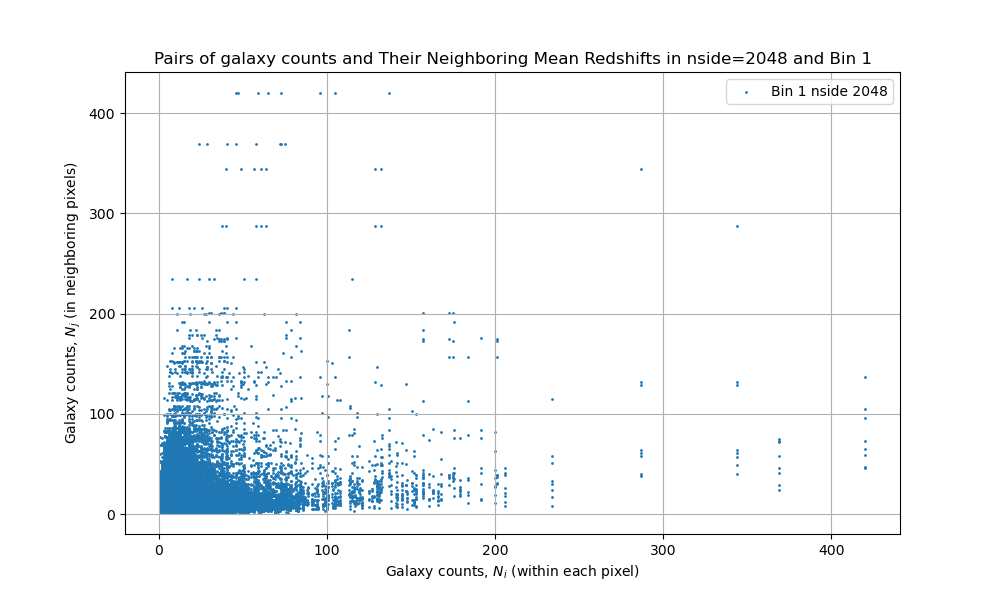 Pairs of galaxy counts and Their Neighboring Mean Redshifts in nside=2048 and Bin 1
Bin 1 nside 2048
400
300
200
100
0
Galaxy counts, N_j (in neighboring pixels)
0 100 200 300 400
Galaxy counts, N_i (within each pixel)